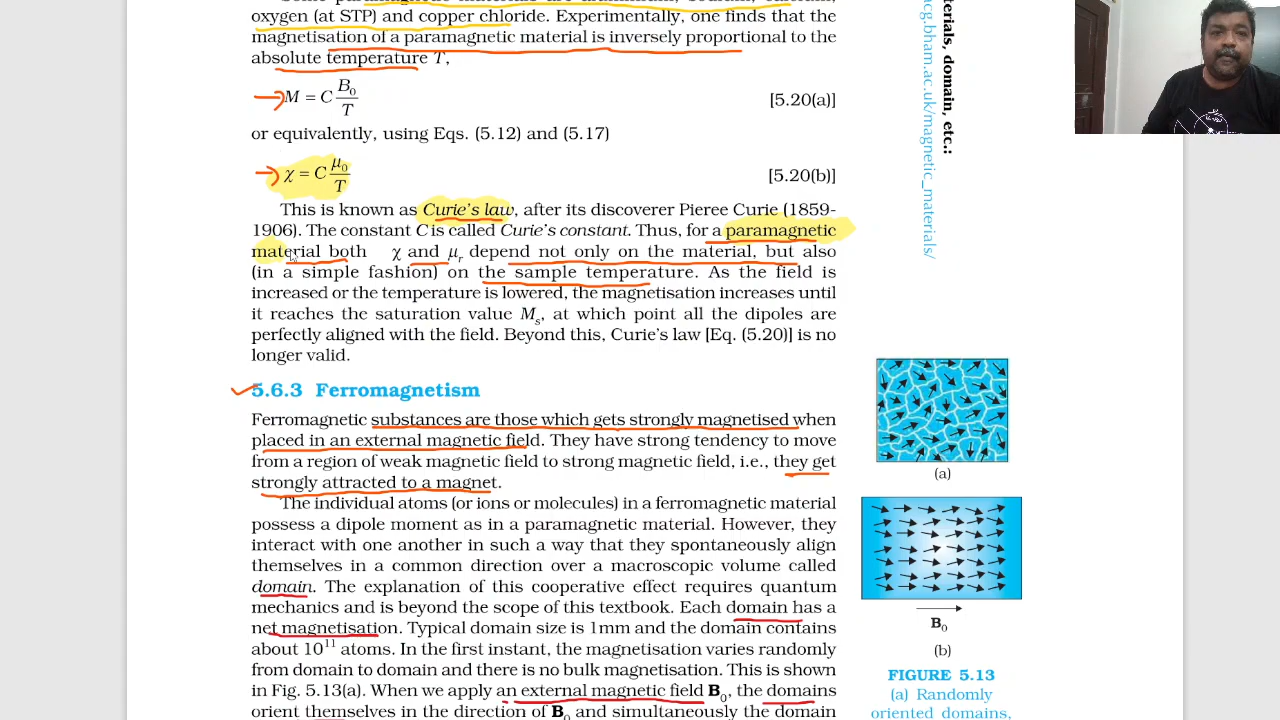 oxygen (at STP) and copper chloride. Experimentally, one finds that the
magnetisation of a paramagnetic material is inversely proportional to the
absolute temperature T,
M = C B0/T [5.20(a)]
or equivalently, using Eqs. (5.12) and (5.17)
χ = C μ0/T [5.20(b)]
This is known as Curie's law, after its discoverer Pieree Curie (1859-
1906). The constant C is called Curie's constant. Thus, for a paramagnetic
material both χ and μr depend not only on the material, but also
(in a simple fashion) on the sample temperature. As the field is
increased or the temperature is lowered, the magnetisation increases until
it reaches the saturation value Ms, at which point all the dipoles are
perfectly aligned with the field. Beyond this, Curie's law [Eq. (5.20)] is no
longer valid.
5.6.3 Ferromagnetism
Ferromagnetic substances are those which gets strongly magnetised when
placed in an external magnetic field. They have strong tendency to move
from a region of weak magnetic field to strong magnetic field, i.e., they get
strongly attracted to a magnet.
The individual atoms (or ions or molecules) in a ferromagnetic material
possess a dipole moment as in a paramagnetic material. However, they
interact with one another in such a way that they spontaneously align
themselves in a common direction over a macroscopic volume called
domain. The explanation of this cooperative effect requires quantum
mechanics and is beyond the scope of this textbook. Each domain has a
net magnetisation. Typical domain size is 1mm and the domain contains
about 10^11 atoms. In the first instant, the magnetisation varies randomly
from domain to domain and there is no bulk magnetisation. This is shown
in Fig. 5.13(a). When we apply an external magnetic field B0, the domains
orient themselves in the direction of B0 and simultaneously the domain
materials, domain, etc.:
acg.bham.ac.uk/magnetic_materials/
(a)
B0
(b)
FIGURE 5.13
(a) Randomly
oriented domains,